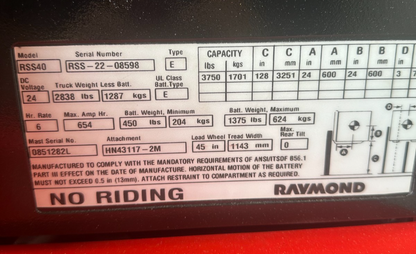 Model Serial Number Type CAPACITY C C A A B B D
RSS40 RSS-22-08598 E lbs kgs in mm in mm in mm in
3750 1701 128 3251 24 600 24 600 3
DC Voltage Truck Weight Less Batt. UL Class Batt.Type
24 2838 lbs 1287 kgs E
Hr. Rate Max. Amp Hr. Batt. Weight, Minimum Batt. Weight, Maximum
6 654 450 lbs 204 kgs 1375 lbs 624 kgs
Mast Serial No. Attachment Load Wheel Tread Width Max. Rear Tilt
0851282L HN43117-2M 45 in 1143 mm 0
MANUFACTURED TO COMPLY WITH THE MANDATORY REQUIREMENTS OF ANSI/ITSDF B56.1
PART III EFFECT ON THE DATE OF MANUFACTURE. HORIZONTAL MOTION OF THE BATTERY
MUST NOT EXCEED 0.5 in (13mm). ATTACH RESTRAINT TO COMPARTMENT AS REQUIRED.
NO RIDING RAYMOND